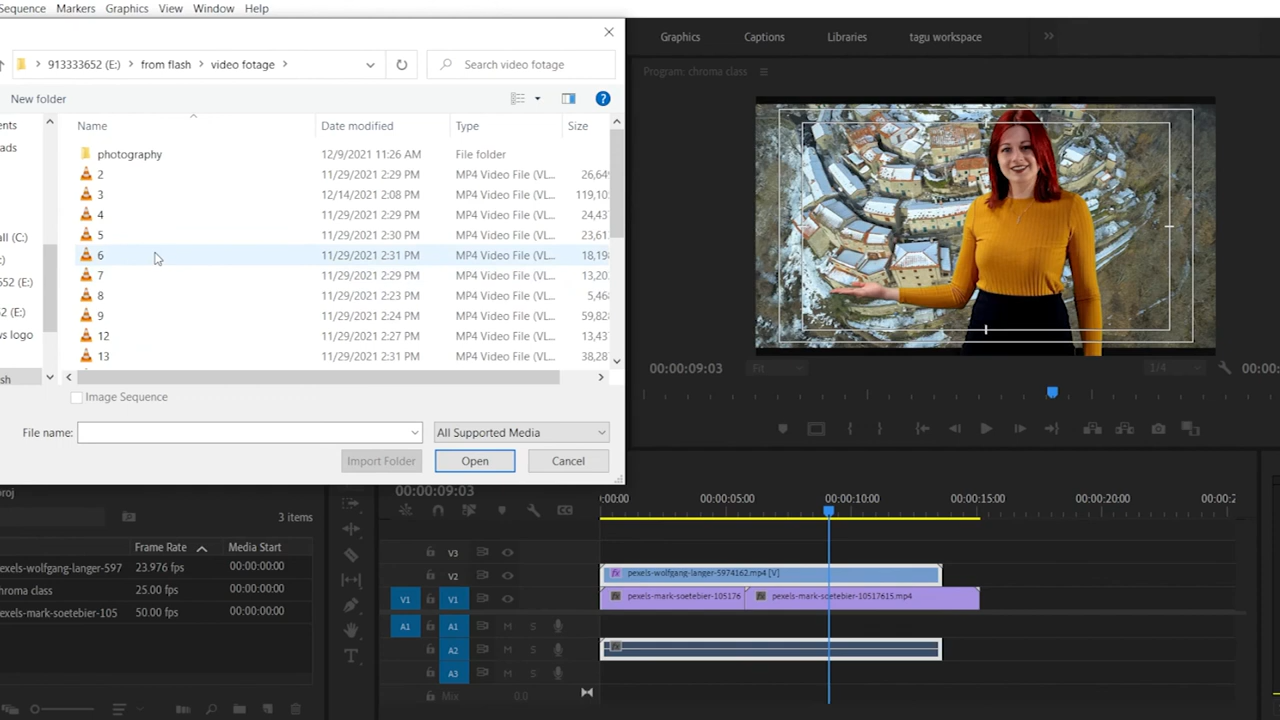 Sequence Markers Graphics View Window Help
913333652 (E:) > from flash > video fotage >
Search video fotage
New folder
Name Date modified Type Size
photography 12/9/2021 11:26 AM File folder
2 11/29/2021 2:29 PM MP4 Video File (VL... 26,649
3 12/14/2021 2:08 PM MP4 Video File (VL... 119,10
4 11/29/2021 2:29 PM MP4 Video File (VL... 24,43
5 11/29/2021 2:30 PM MP4 Video File (VL... 23,61
6 11/29/2021 2:31 PM MP4 Video File (VL... 18,19
7 11/29/2021 2:29 PM MP4 Video File (VL... 13,20
8 11/29/2021 2:23 PM MP4 Video File (VL... 5,46
9 11/29/2021 2:24 PM MP4 Video File (VL... 59,82
12 11/29/2021 2:27 PM MP4 Video File (VL... 13,43
13 11/29/2021 2:31 PM MP4 Video File (VL... 38,28
ents
ads
all (C:)
:)
552 (E:)
2 (E:)
ws logo
sh
Image Sequence
File name:
All Supported Media
Import Folder Open Cancel
Graphics Captions Libraries tagu workspace
Program: chroma class
00:00:09:03 Fit 1/4 00:00:
roj
3 items
Frame Rate Media Start
pexels-wolfgang-langer-597 23.976 fps 00:00:00:00
hroma class 25.00 fps 00:00:00:00
pexels-mark-soetebier-105 50.00 fps 00:00:00:00
00:00:09:03
:00:00 00:00:05:00 00:00:10:00 00:00:15:00 00:00:20:00 00:00:2
V3
V2
pexels-wolfgang-langer-5974162.mp4 [V]
V1 V1
pexels-mark-soetebier-105176 pexels-mark-soetebier-10517615.mp4
A1 A1 M S
A2 M S
A3 M S
Mix 0.0